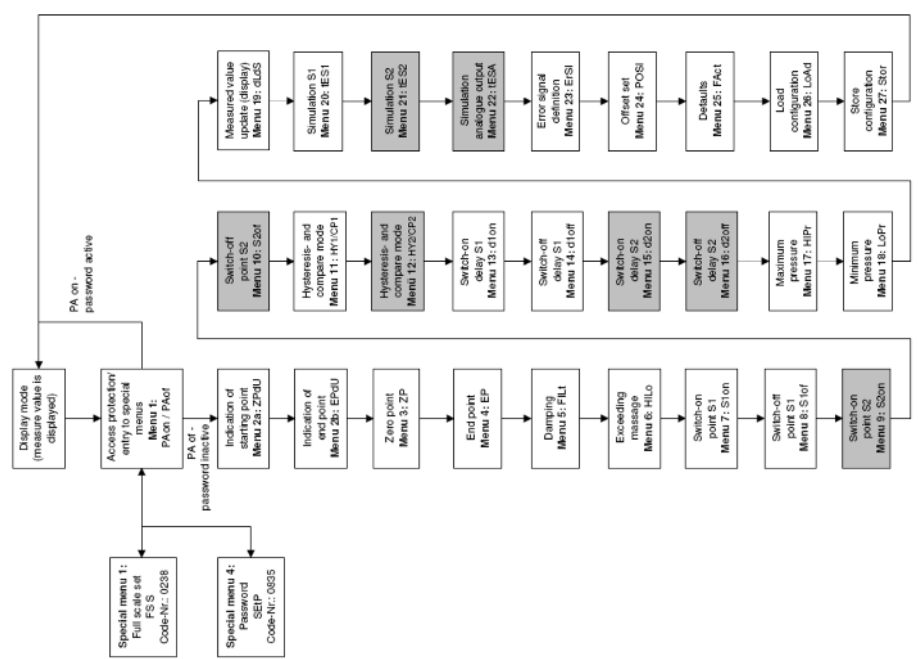 Display mode
(measure value is
displayed)
PA on -
password active
Access protection/
entry to special
menus
Menu 1:
PAon / PAof
PA of -
password inactive
Special menu 1:
Full scale set
FS S
Code-Nr.: 0238
Special menu 4:
Password
SEtP
Code-Nr.: 0835
Indication of
starting point
Menu 2a: ZPdU
Indication of
end point
Menu 2b: EPdU
Zero point
Menu 3: ZP
End point
Menu 4: EP
Damping
Menu 5: FILt
Exceeding
massage
Menu 6: HILo
Switch-on
point S1
Menu 7: S1on
Switch-off
point S1
Menu 8: S1of
Switch-on
point S2
Menu 9: S2on
Switch-off
point S2
Menu 10: S2of
Hysteresis- and
compare mode
Menu 11: HY1/CP1
Hysteresis- and
compare mode
Menu 12: HY2/CP2
Switch-on
delay S1
Menu 13: d1on
Switch-off
delay S1
Menu 14: d1off
Switch-on
delay S2
Menu 15: d2on
Switch-off
delay S2
Menu 16: d2off
Maximum
pressure
Menu 17: HIPr
Minimum
pressure
Menu 18: LoPr
Measured value
update (display)
Menu 19: dLdS
Simulation S1
Menu 20: tES1
Simulation S2
Menu 21: tES2
Simulation
analogue output
Menu 22: tESA
Error signal
definition
Menu 23: ErSI
Offset set
Menu 24: POSI
Defaults
Menu 25: FAct
Load
configuration
Menu 26: LoAd
Store
configuration
Menu 27: Stor